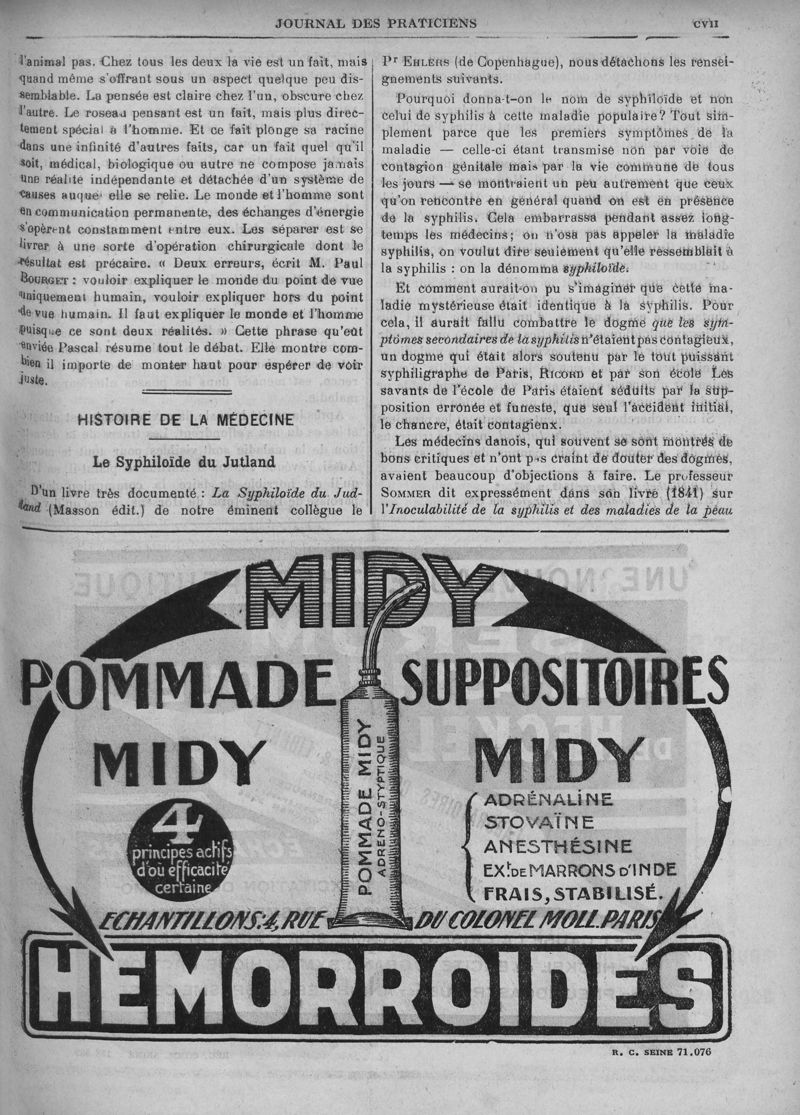 JOURNAL DES PRATICIENS
CVII
l'animal pas. Chez tous les deux la vie est un fait, mais
quand même s'offrant sous un aspect quelque peu dis-
semblable. La pensée est claire chez l'un, obscure chez
l'autre. Le roseau pensant est un fait, mais plus direc-
tement spécial a l'homme. Et ce fait plonge sa racine
dans une infinité d'autres faits, car un fait quel qu'il
soit, médical, biologique ou autre ne compose jamais
une réalité indépendante et détachée d'un système de
causes auque elle se relie. Le monde et l'homme sont
en communication permanente, des échanges d'énergie
s'opèrent constamment entre eux. Les séparer est se
livrer à une sorte d'opération chirurgicale dont le
résultat est précaire. « Deux erreurs, écrit M. Paul
BOURGET : vouloir expliquer le monde du point de vue
uniquement humain, vouloir expliquer hors du point
de vue humain. Il faut expliquer le monde et l'homme
puisque ce sont deux réalités. » Cette phrase qu'eût
enviée Pascal résume tout le débat. Elle montre com-
bien il importe de monter haut pour espérer de voir
juste.
HISTOIRE DE LA MÉDECINE
Le Syphiloïde du Jutland
D'un livre très documenté : La Syphiloïde du Jud-
land (Masson édit.) de notre éminent collègue le
Pr EHLERS (de Copenhague), nous détachons les rensei-
gnements suivants.
Pourquoi donna-t-on le nom de syphiloïde et non
celui de syphilis à cette maladie populaire? Tout sim-
plement parce que les premiers symptômes de la
maladie — celle-ci étant transmise non par voie de
contagion génitale mais par la vie commune de tous
les jours — se montraient un peu autrement que ceux
qu'on rencontre en général quand on est en présence
de la syphilis. Cela embarrassa pendant assez long-
temps les médecins; on n'osa pas appeler la maladie
syphilis, on voulut dire seulement qu'elle ressemblait à
la syphilis : on la dénomma syphiloïde.
Et comment aurait-on pu s'imaginer que cette ma-
ladie mystérieuse était identique à la syphilis. Pour
cela, il aurait fallu combattre le dogme que les symp-
ptômes secondaires de la syphilis n'étaient pas contagieux,
un dogme qui était alors soutenu par le tout puissant
syphiligraphe de Paris, RICORD et par son école Les
savants de l'école de Paris étaient séduits par la sup-
position erronée et funeste, que seul l'accident initial,
le chancre, était contagieux.
Les médecins danois, qui souvent se sont montrés de
bons critiques et n'ont pas craint de douter des dogmes,
avaient beaucoup d'objections à faire. Le professeur
SOMMER dit expressément dans son livre (1841) sur
l'Inoculabilité de la syphilis et des maladies de la peau
MIDY
POMMADE SUPPOSITOIRES
MIDY
MIDY
4
principes actifs
d'où efficacité
certaine
POMMADE MIDY
ADRENO-STYPTIQUE
ADRÉNALINE
STOVAÏNE
ANESTHÉSINE
EXt DE MARRONS D'INDE
FRAIS, STABILISÉ.
ECHANTILLONS: 4, RUE DU COLONEL MOLL. PARIS
HÉMORROIDES
R. C. SEINE 71.076